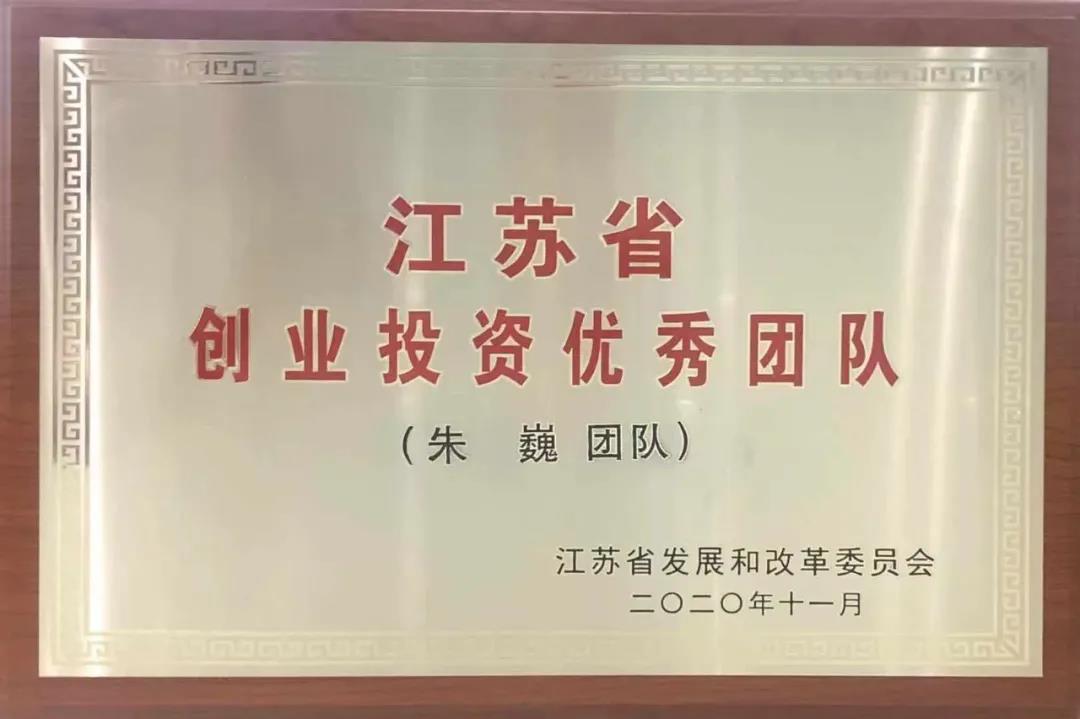 江苏省
创业投资优秀团队
（朱　巍 团队）
江苏省发展和改革委员会
二〇二〇年十一月